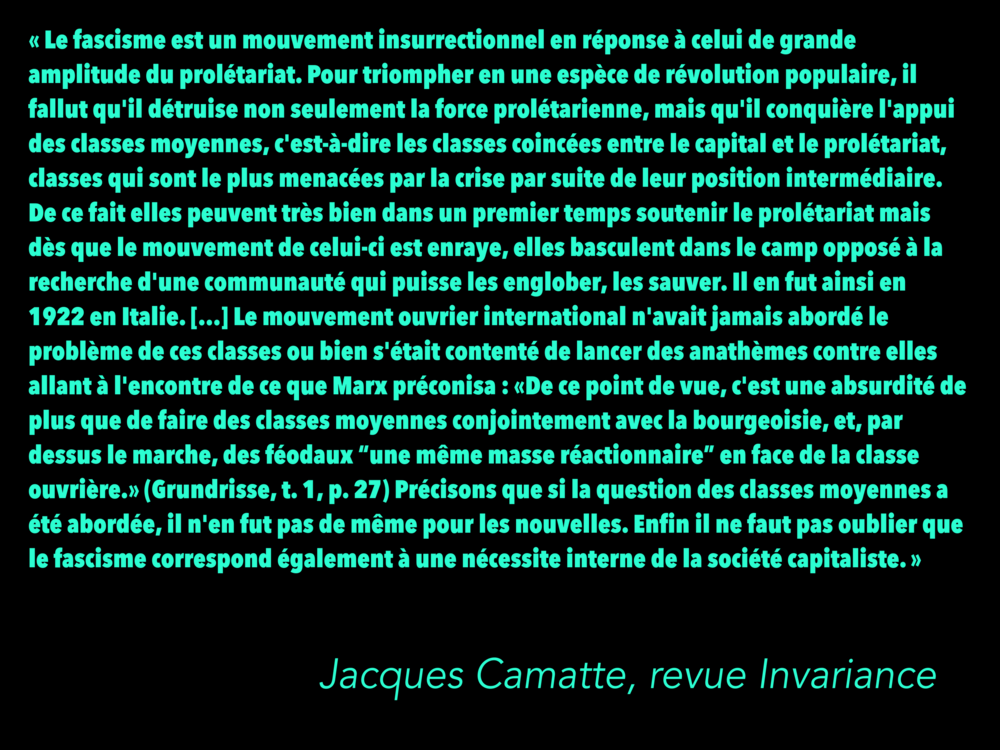 « Le fascisme est un mouvement insurrectionnel en réponse à celui de grande
amplitude du prolétariat. Pour triompher en une espèce de révolution populaire, il
fallut qu'il détruise non seulement la force prolétarienne, mais qu'il conquière l'appui
des classes moyennes, c'est-à-dire les classes coincées entre le capital et le prolétariat,
classes qui sont le plus menacées par la crise par suite de leur position intermédiaire.
De ce fait elles peuvent très bien dans un premier temps soutenir le prolétariat mais
dès que le mouvement de celui-ci est enraye, elles basculent dans le camp opposé à la
recherche d'une communauté qui puisse les englober, les sauver. Il en fut ainsi en
1922 en Italie. [...] Le mouvement ouvrier international n'avait jamais abordé le
problème de ces classes ou bien s'était contenté de lancer des anathèmes contre elles
allant à l'encontre de ce que Marx préconisa : «De ce point de vue, c'est une absurdité de
plus que de faire des classes moyennes conjointement avec la bourgeoisie, et, par
dessus le marche, des féodaux “une même masse réactionnaire” en face de la classe
ouvrière.» (Grundrisse, t. 1, p. 27) Précisons que si la question des classes moyennes a
été abordée, il n'en fut pas de même pour les nouvelles. Enfin il ne faut pas oublier que
le fascisme correspond également à une nécessite interne de la société capitaliste. »
Jacques Camatte, revue Invariance